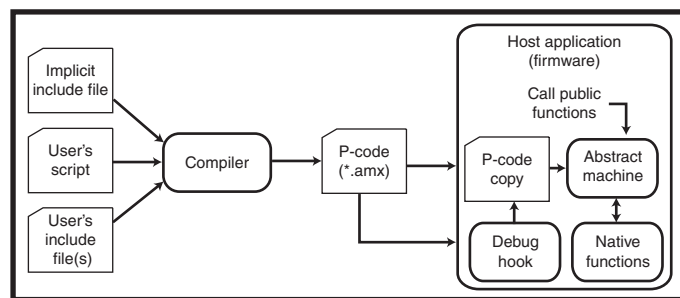 Implicit
include file
User's
script
User's
include
file(s)
Compiler
P-code
(*.amx)
Host application
(firmware)
Call public
functions
P-code
copy
Abstract
machine
Debug
hook
Native
functions